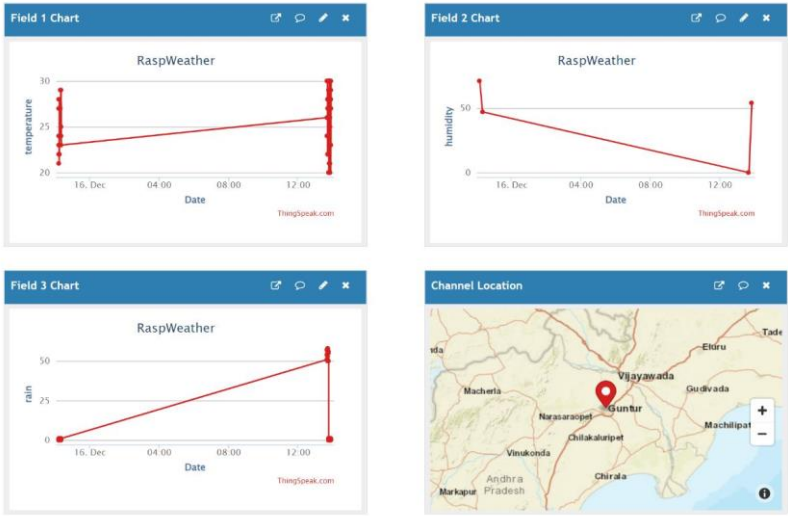 Field 1 Chart
RaspWeather
30
25
20
temperature
16. Dec
04:00
08:00
12:00
Date
ThingSpeak.com
Field 2 Chart
RaspWeather
50
0
humidity
16. Dec
04:00
08:00
12:00
Date
ThingSpeak.com
Field 3 Chart
RaspWeather
50
25
0
rain
16. Dec
04:00
08:00
12:00
Date
ThingSpeak.com
Channel Location
Tade
Eluru
nda
Vijayawada
Macherla
Gudivada
Guntur
Narasaraopet
Machilipat
Chilakaluripet
Vinukonda
Chirala
Andhra
Pradesh
Markapur
+
−